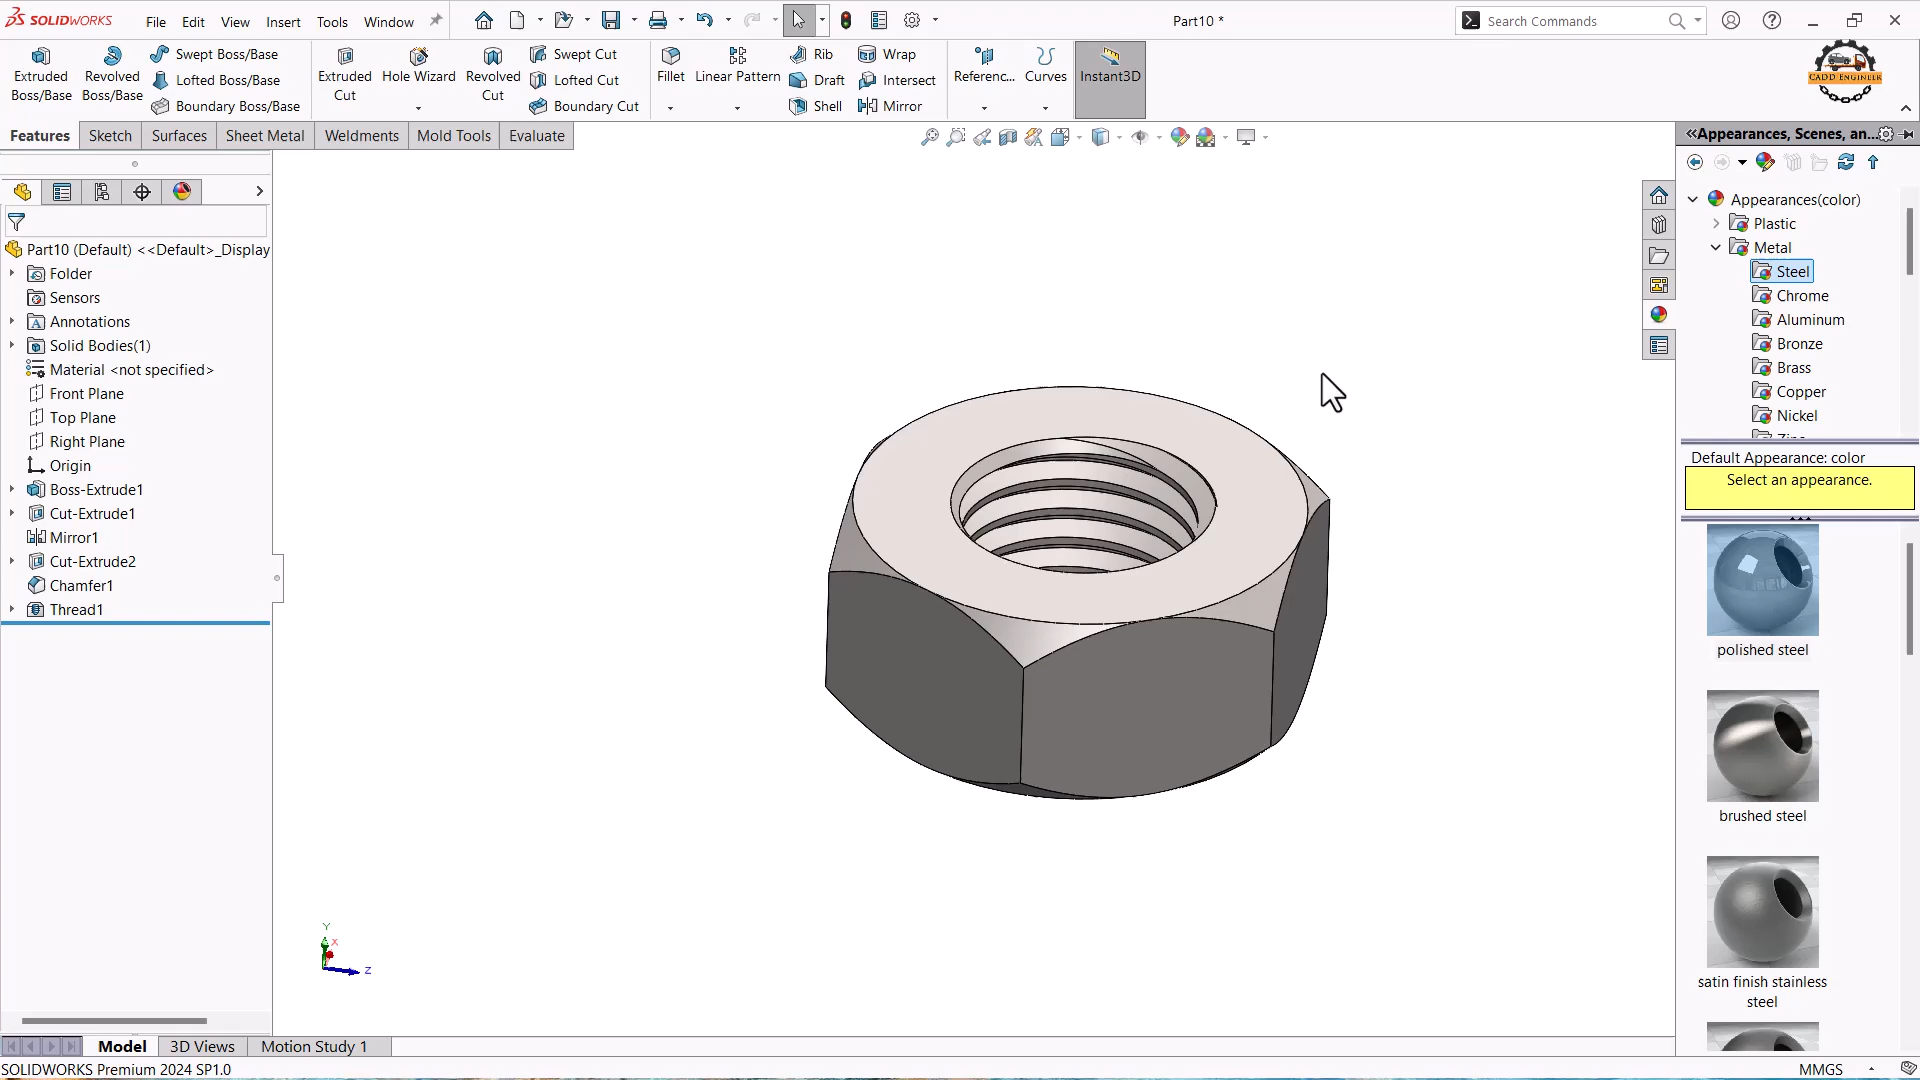 SOLIDWORKS
File
Edit
View
Insert
Tools
Window
Part10 *
Search Commands
Extruded Boss/Base
Revolved Boss/Base
Swept Boss/Base
Lofted Boss/Base
Boundary Boss/Base
Extruded Cut
Hole Wizard
Revolved Cut
Swept Cut
Lofted Cut
Boundary Cut
Fillet
Linear Pattern
Rib
Draft
Shell
Wrap
Intersect
Mirror
Referenc...
Curves
Instant3D
CADD ENGINEER
Features
Sketch
Surfaces
Sheet Metal
Weldments
Mold Tools
Evaluate
Part10 (Default) <<Default>_Display
Folder
Sensors
Annotations
Solid Bodies(1)
Material <not specified>
Front Plane
Top Plane
Right Plane
Origin
Boss-Extrude1
Cut-Extrude1
Mirror1
Cut-Extrude2
Chamfer1
Thread1
Y
X
Z
«Appearances, Scenes, an...
Appearances(color)
Plastic
Metal
Steel
Chrome
Aluminum
Bronze
Brass
Copper
Nickel
Default Appearance: color
Select an appearance.
polished steel
brushed steel
satin finish stainless
steel
Model
3D Views
Motion Study 1
SOLIDWORKS Premium 2024 SP1.0
MMGS